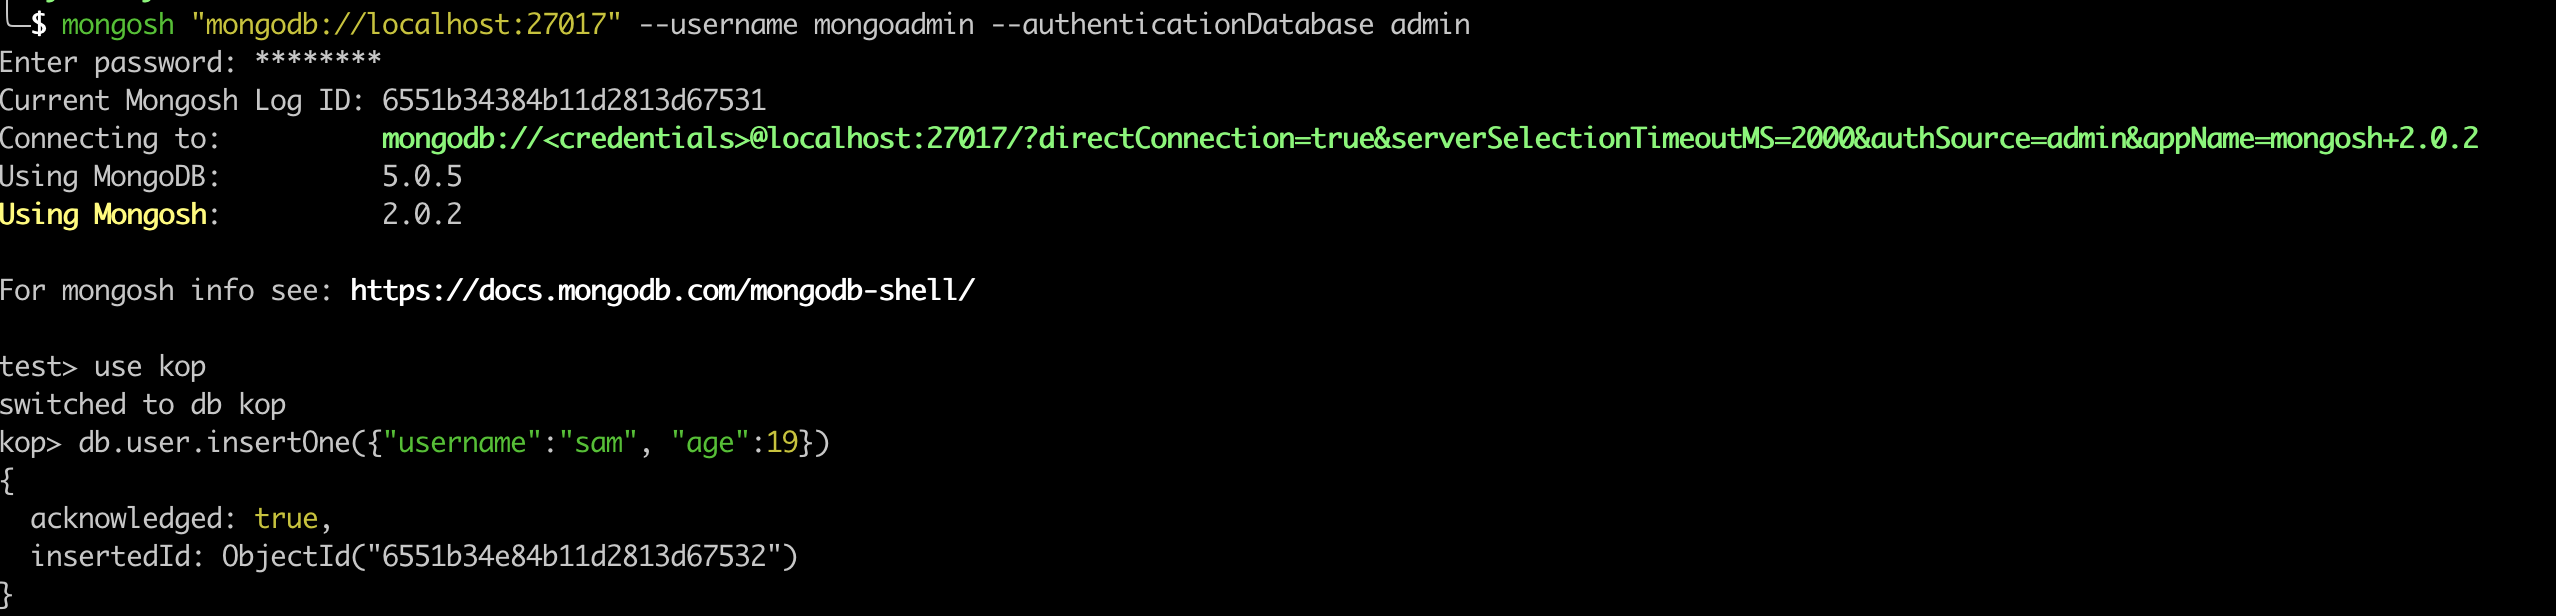 $ mongosh "mongodb://localhost:27017" --username mongoadmin --authenticationDatabase admin
Enter password: ********
Current Mongosh Log ID: 6551b34384b11d2813d67531
Connecting to:          mongodb://<credentials>@localhost:27017/?directConnection=true&serverSelectionTimeoutMS=2000&authSource=admin&appName=mongosh+2.0.2
Using MongoDB:          5.0.5
Using Mongosh:          2.0.2
For mongosh info see: https://docs.mongodb.com/mongodb-shell/
test> use kop
switched to db kop
kop> db.user.insertOne({"username":"sam", "age":19})
{
  acknowledged: true,
  insertedId: ObjectId("6551b34e84b11d2813d67532")
}